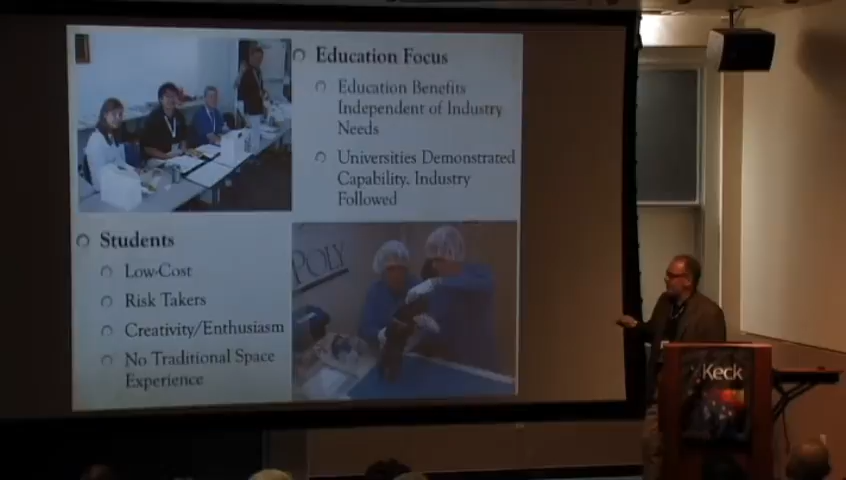 Education Focus
Education Benefits
Independent of Industry
Needs
Universities Demonstrated
Capability. Industry
Followed
Students
Low-Cost
Risk Takers
Creativity/Enthusiasm
No Traditional Space
Experience
POLY
Keck